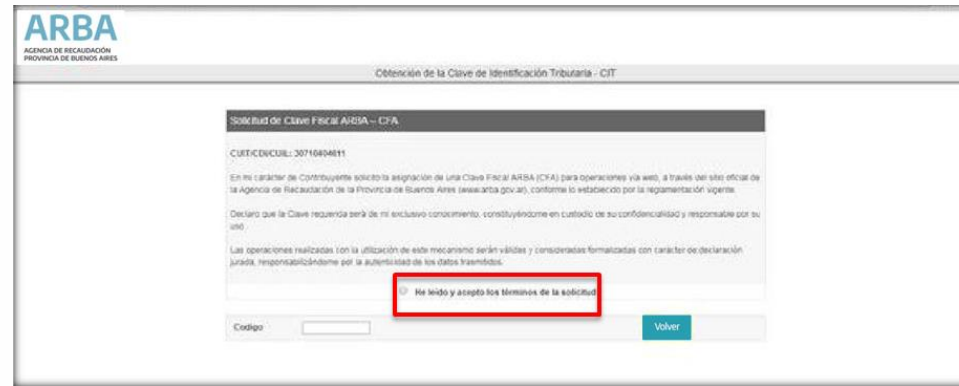 ARBA
AGENCIA DE RECAUDACIÓN
PROVINCIA DE BUENOS AIRES
Obtención de la Clave de Identificación Tributaria - CIT
Solicitud de Clave Fiscal ARBA – CFA
CUIT/CDI/CUIL:
En mi carácter de Contribuyente solicito la asignación de una Clave Fiscal ARBA (CFA) para operaciones vía web, a través del sitio oficial de
la Agencia de Recaudación de la Provincia de Buenos Aires (www.arba.gov.ar), conforme lo establecido por la reglamentación vigente.
Declaro que la Clave requerida será de mi exclusivo conocimiento, constituyéndome en custodio de su confidencialidad y responsable por su
uso.
Las operaciones realizadas con la utilización de este mecanismo serán válidas y consideradas formalizadas con carácter de declaración
jurada, responsabilizándome por la autenticidad de los datos trasmitidos.
He leido y acepto los términos de la solicitud
Codigo
Volver